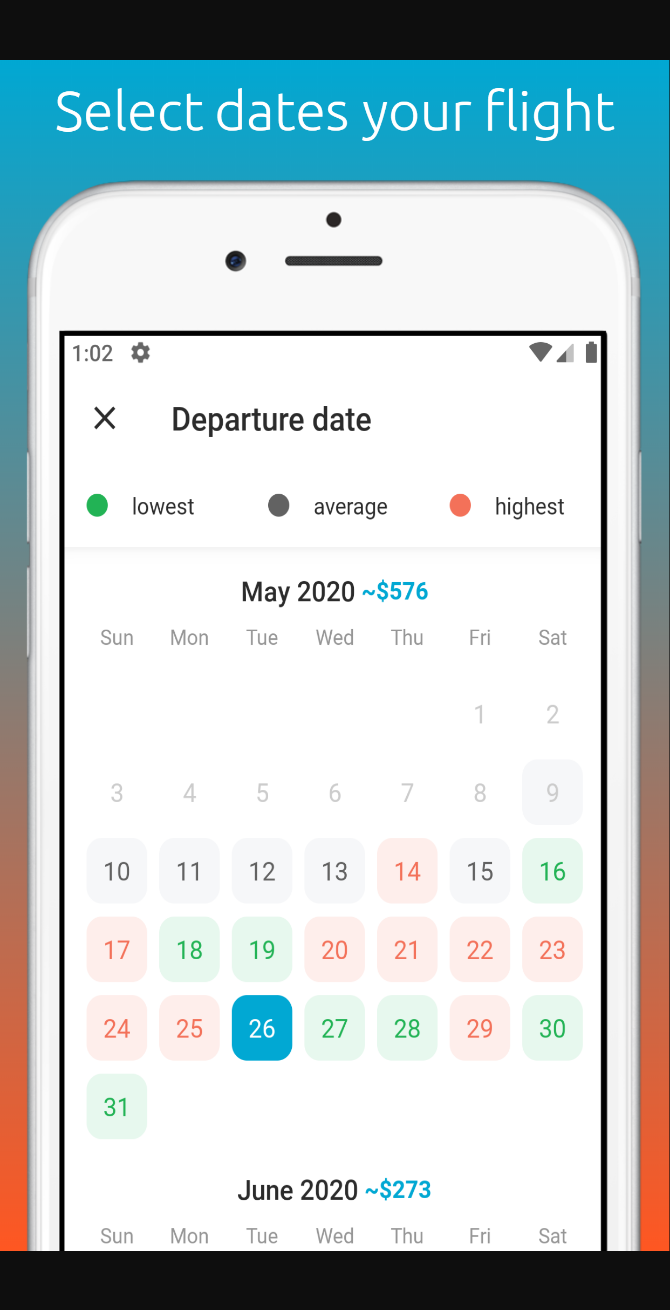 Select dates your flight
1:02
Departure date
lowest average highest
May 2020 ~$576
Sun Mon Tue Wed Thu Fri Sat
1 2
3 4 5 6 7 8 9
10 11 12 13 14 15 16
17 18 19 20 21 22 23
24 25 26 27 28 29 30
31
June 2020 ~$273
Sun Mon Tue Wed Thu Fri Sat